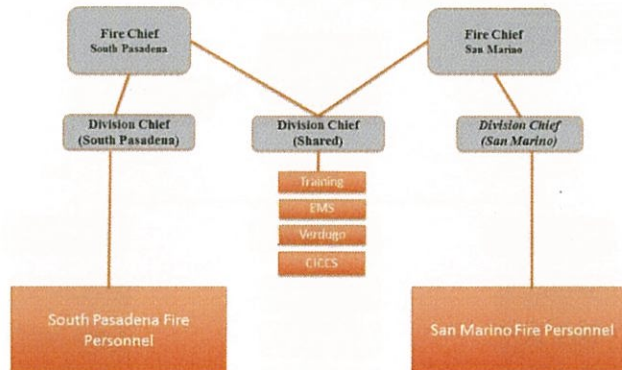 Fire Chief
South Pasadena
Fire Chief
San Marino
Division Chief
(South Pasadena)
Division Chief
(Shared)
Division Chief
(San Marino)
Training
EMS
Verdugo
CICCS
South Pasadena Fire
Personnel
San Marino Fire Personnel